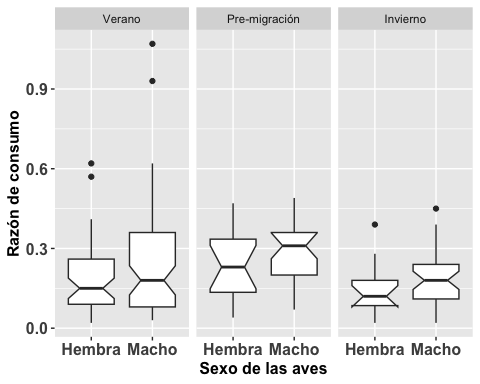 Verano Pre-migración Invierno
Razón de consumo
0.9
0.6
0.3
0.0
Hembra Macho Hembra Macho Hembra Macho
Sexo de las aves